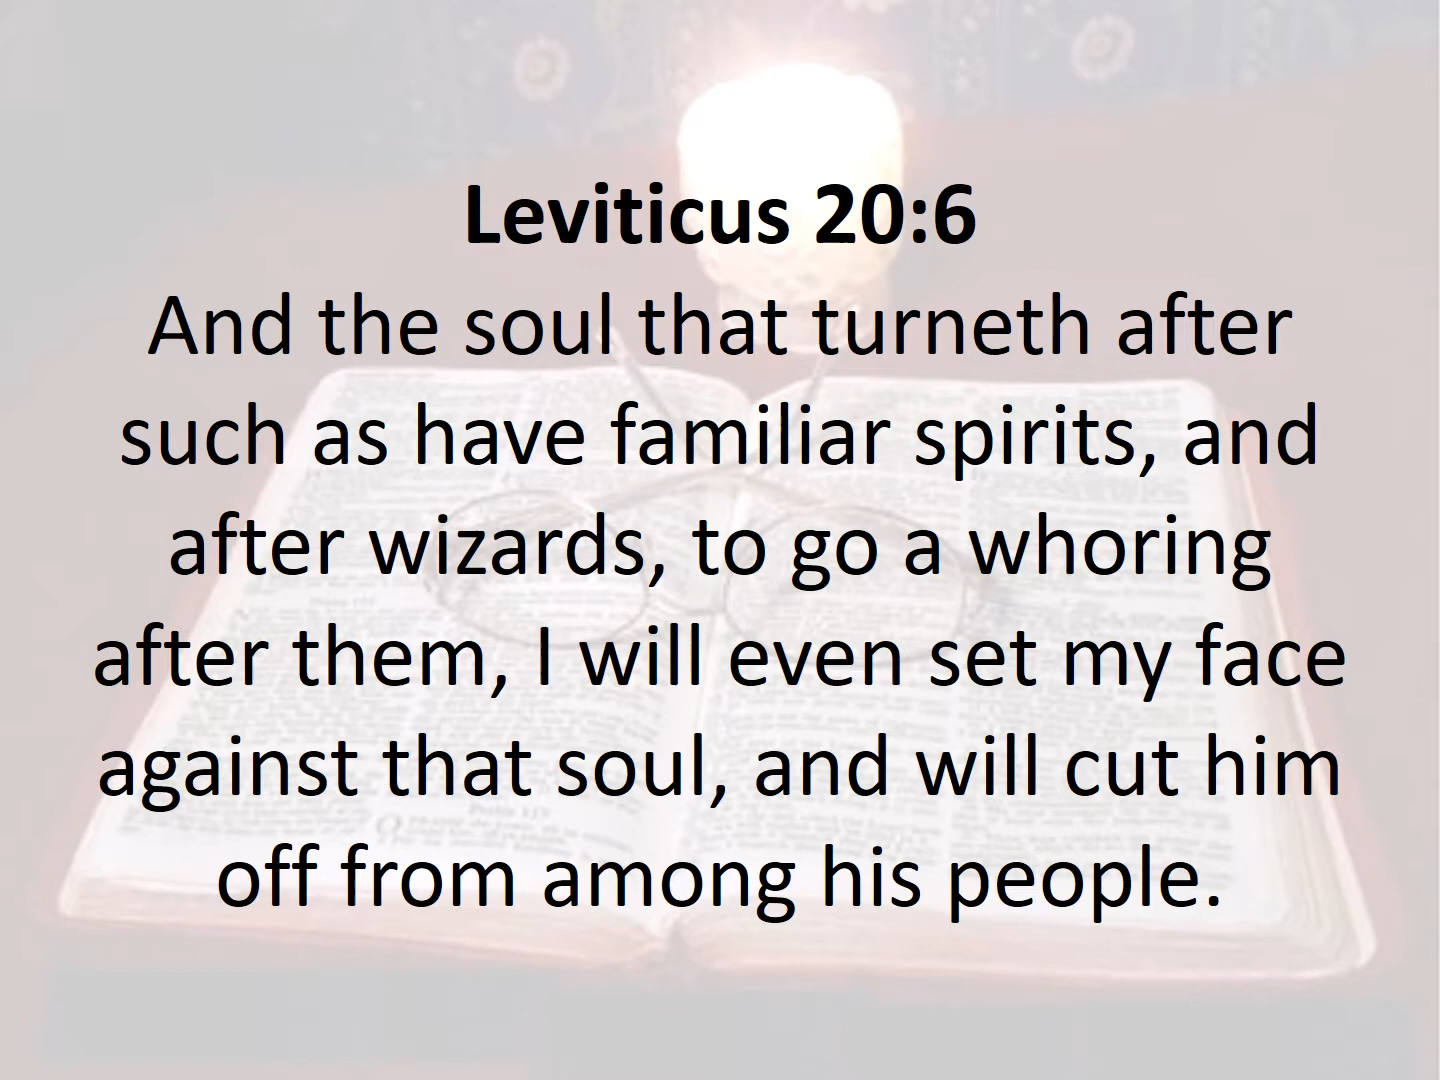 Leviticus 20:6
And the soul that turneth after
such as have familiar spirits, and
after wizards, to go a whoring
after them, I will even set my face
against that soul, and will cut him
off from among his people.